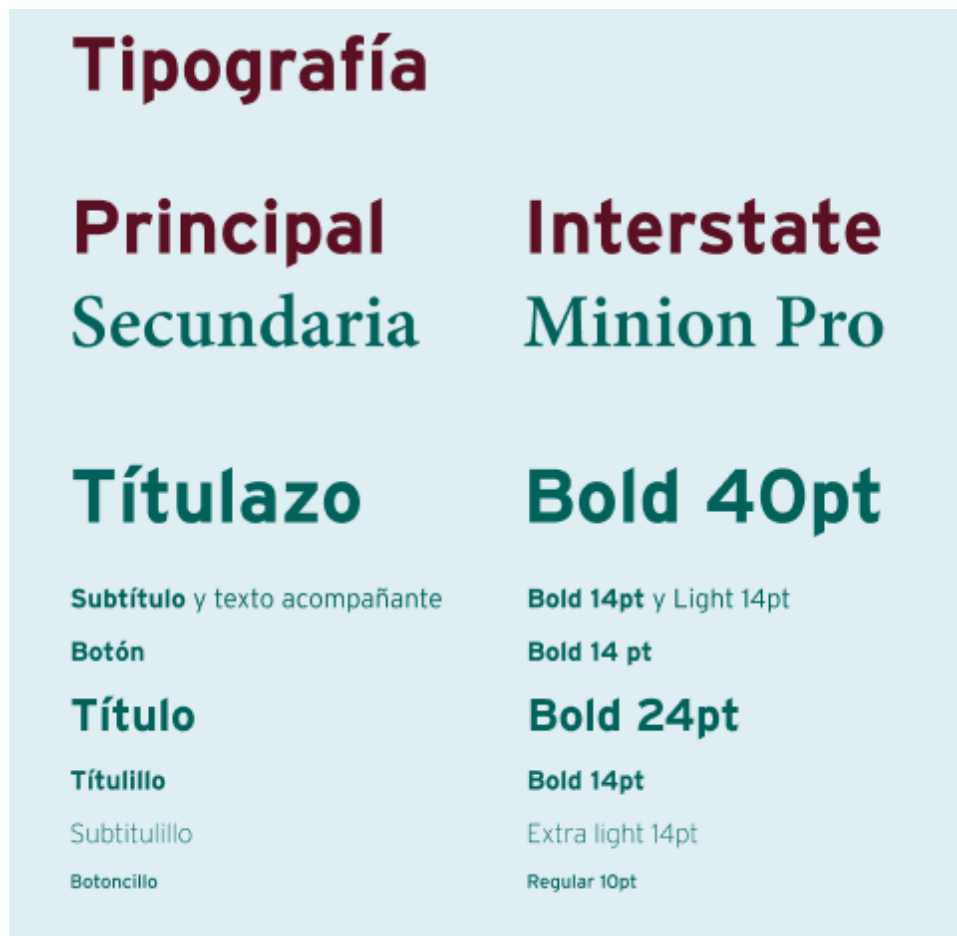 Tipografía
Principal Interstate
Secundaria Minion Pro
Títulazo Bold 40pt
Subtítulo y texto acompañante Bold 14pt y Light 14pt
Botón Bold 14 pt
Título Bold 24pt
Títulillo Bold 14pt
Subtitulillo Extra light 14pt
Botoncillo Regular 10pt